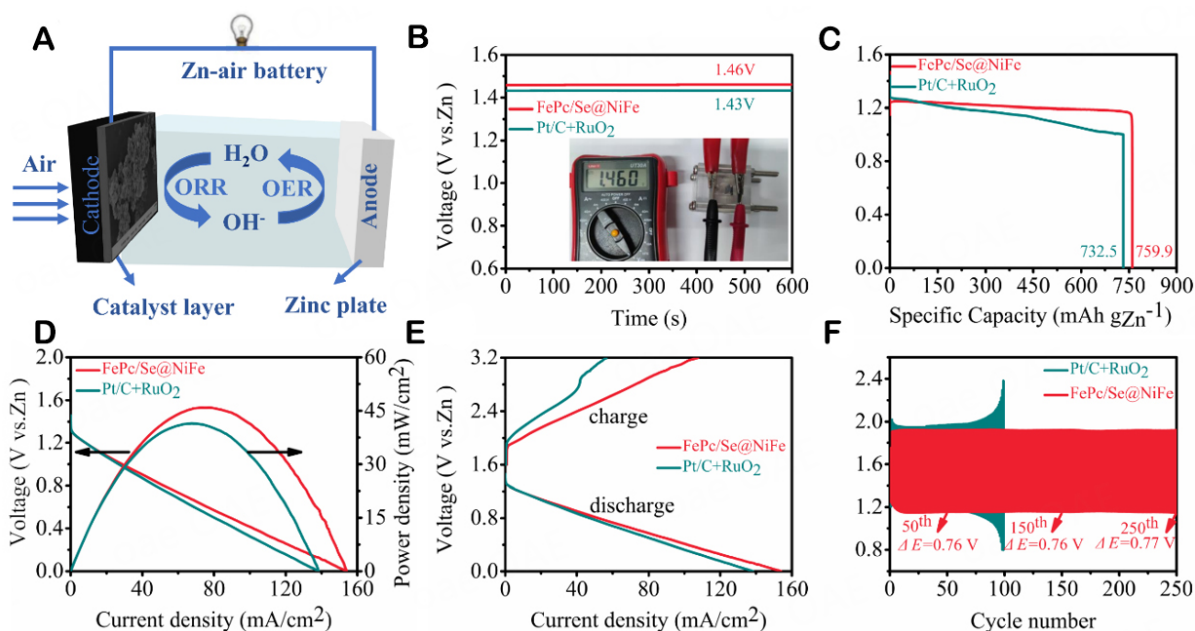 A
Zn-air battery
Air
Cathode
H2O
ORR
OER
OH-
Anode
Catalyst layer
Zinc plate
B
Voltage (V vs.Zn)
1.6
1.4
1.2
1.0
0.8
0.6
1.46V
FePc/Se@NiFe
1.43V
Pt/C+RuO2
1.460
0
100
200
300
400
500
600
Time (s)
C
FePc/Se@NiFe
Pt/C+RuO2
1.6
1.4
1.2
0.0
732.5
759.9
0
150
300
450
600
750
900
Specific Capacity (mAh gZn-1)
D
FePc/Se@NiFe
Pt/C+RuO2
Voltage (V vs.Zn)
2.0
1.6
1.2
0.8
0.4
0.0
Power density (mW/cm2)
60
45
30
15
0
0
40
80
120
160
Current density (mA/cm2)
E
Voltage (V vs.Zn)
3.2
2.4
1.6
0.8
0.0
charge
FePc/Se@NiFe
Pt/C+RuO2
discharge
0
40
80
120
160
Current density (mA/cm2)
F
Pt/C+RuO2
FePc/Se@NiFe
2.4
2.0
1.6
1.2
0.8
50th
Δ E=0.76 V
150th
Δ E=0.76 V
250th
Δ E=0.77 V
0
50
100
150
200
250
Cycle number